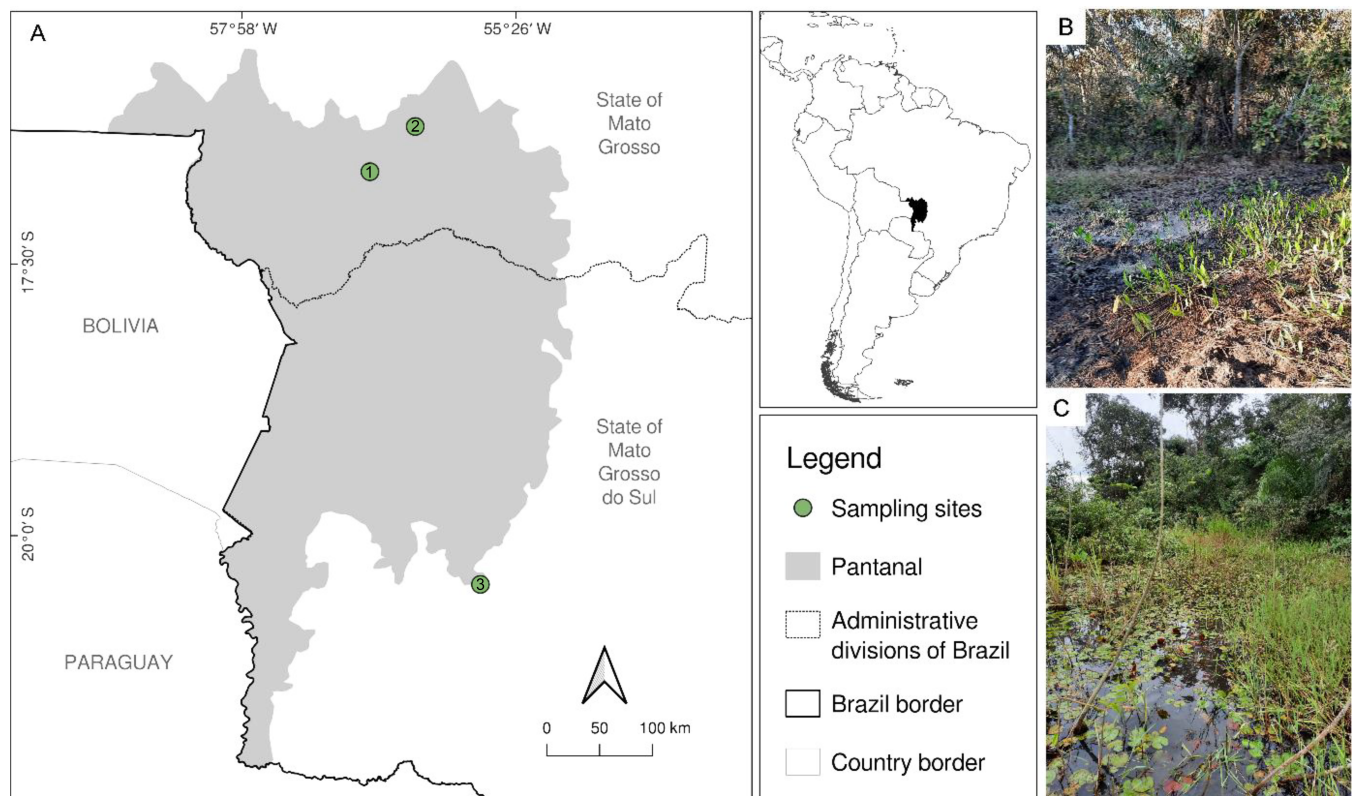 A
57°58' W
55°26' W
State of
Mato
Grosso
2
1
17°30' S
BOLIVIA
State of
Mato
Grosso
do Sul
20°0' S
3
PARAGUAY
0 50 100 km
Legend
Sampling sites
Pantanal
Administrative
divisions of Brazil
Brazil border
Country border
B
C